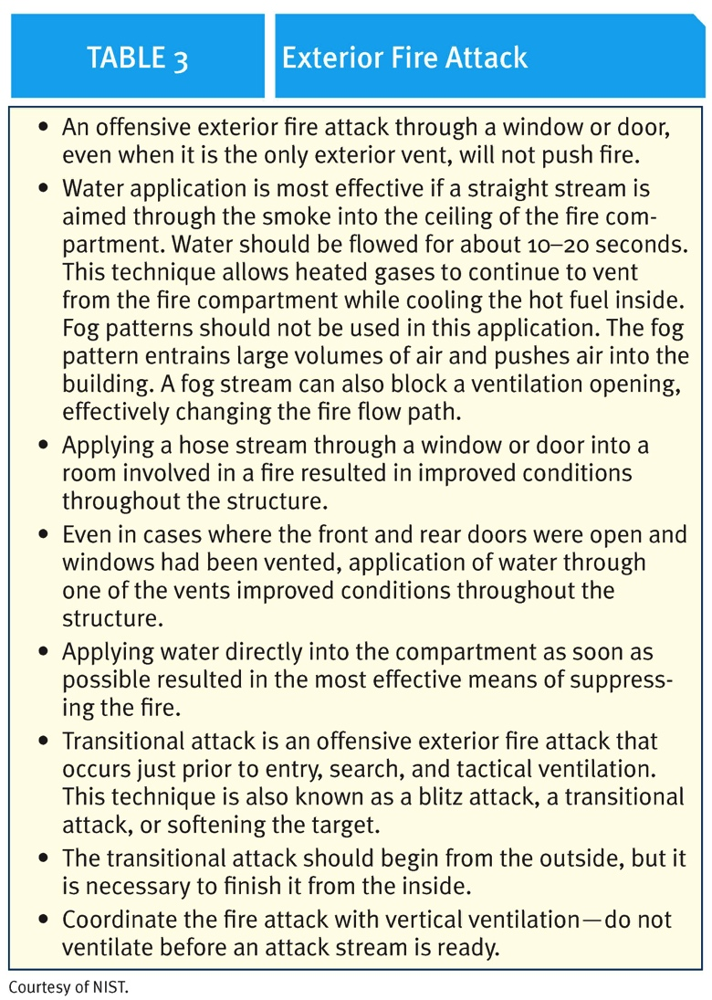 TABLE 3
Exterior Fire Attack
• An offensive exterior fire attack through a window or door,
even when it is the only exterior vent, will not push fire.
• Water application is most effective if a straight stream is
aimed through the smoke into the ceiling of the fire com-
partment. Water should be flowed for about 10–20 seconds.
This technique allows heated gases to continue to vent
from the fire compartment while cooling the hot fuel inside.
Fog patterns should not be used in this application. The fog
pattern entrains large volumes of air and pushes air into the
building. A fog stream can also block a ventilation opening,
effectively changing the fire flow path.
• Applying a hose stream through a window or door into a
room involved in a fire resulted in improved conditions
throughout the structure.
• Even in cases where the front and rear doors were open and
windows had been vented, application of water through
one of the vents improved conditions throughout the
structure.
• Applying water directly into the compartment as soon as
possible resulted in the most effective means of suppress-
ing the fire.
• Transitional attack is an offensive exterior fire attack that
occurs just prior to entry, search, and tactical ventilation.
This technique is also known as a blitz attack, a transitional
attack, or softening the target.
• The transitional attack should begin from the outside, but it
is necessary to finish it from the inside.
• Coordinate the fire attack with vertical ventilation—do not
ventilate before an attack stream is ready.
Courtesy of NIST.